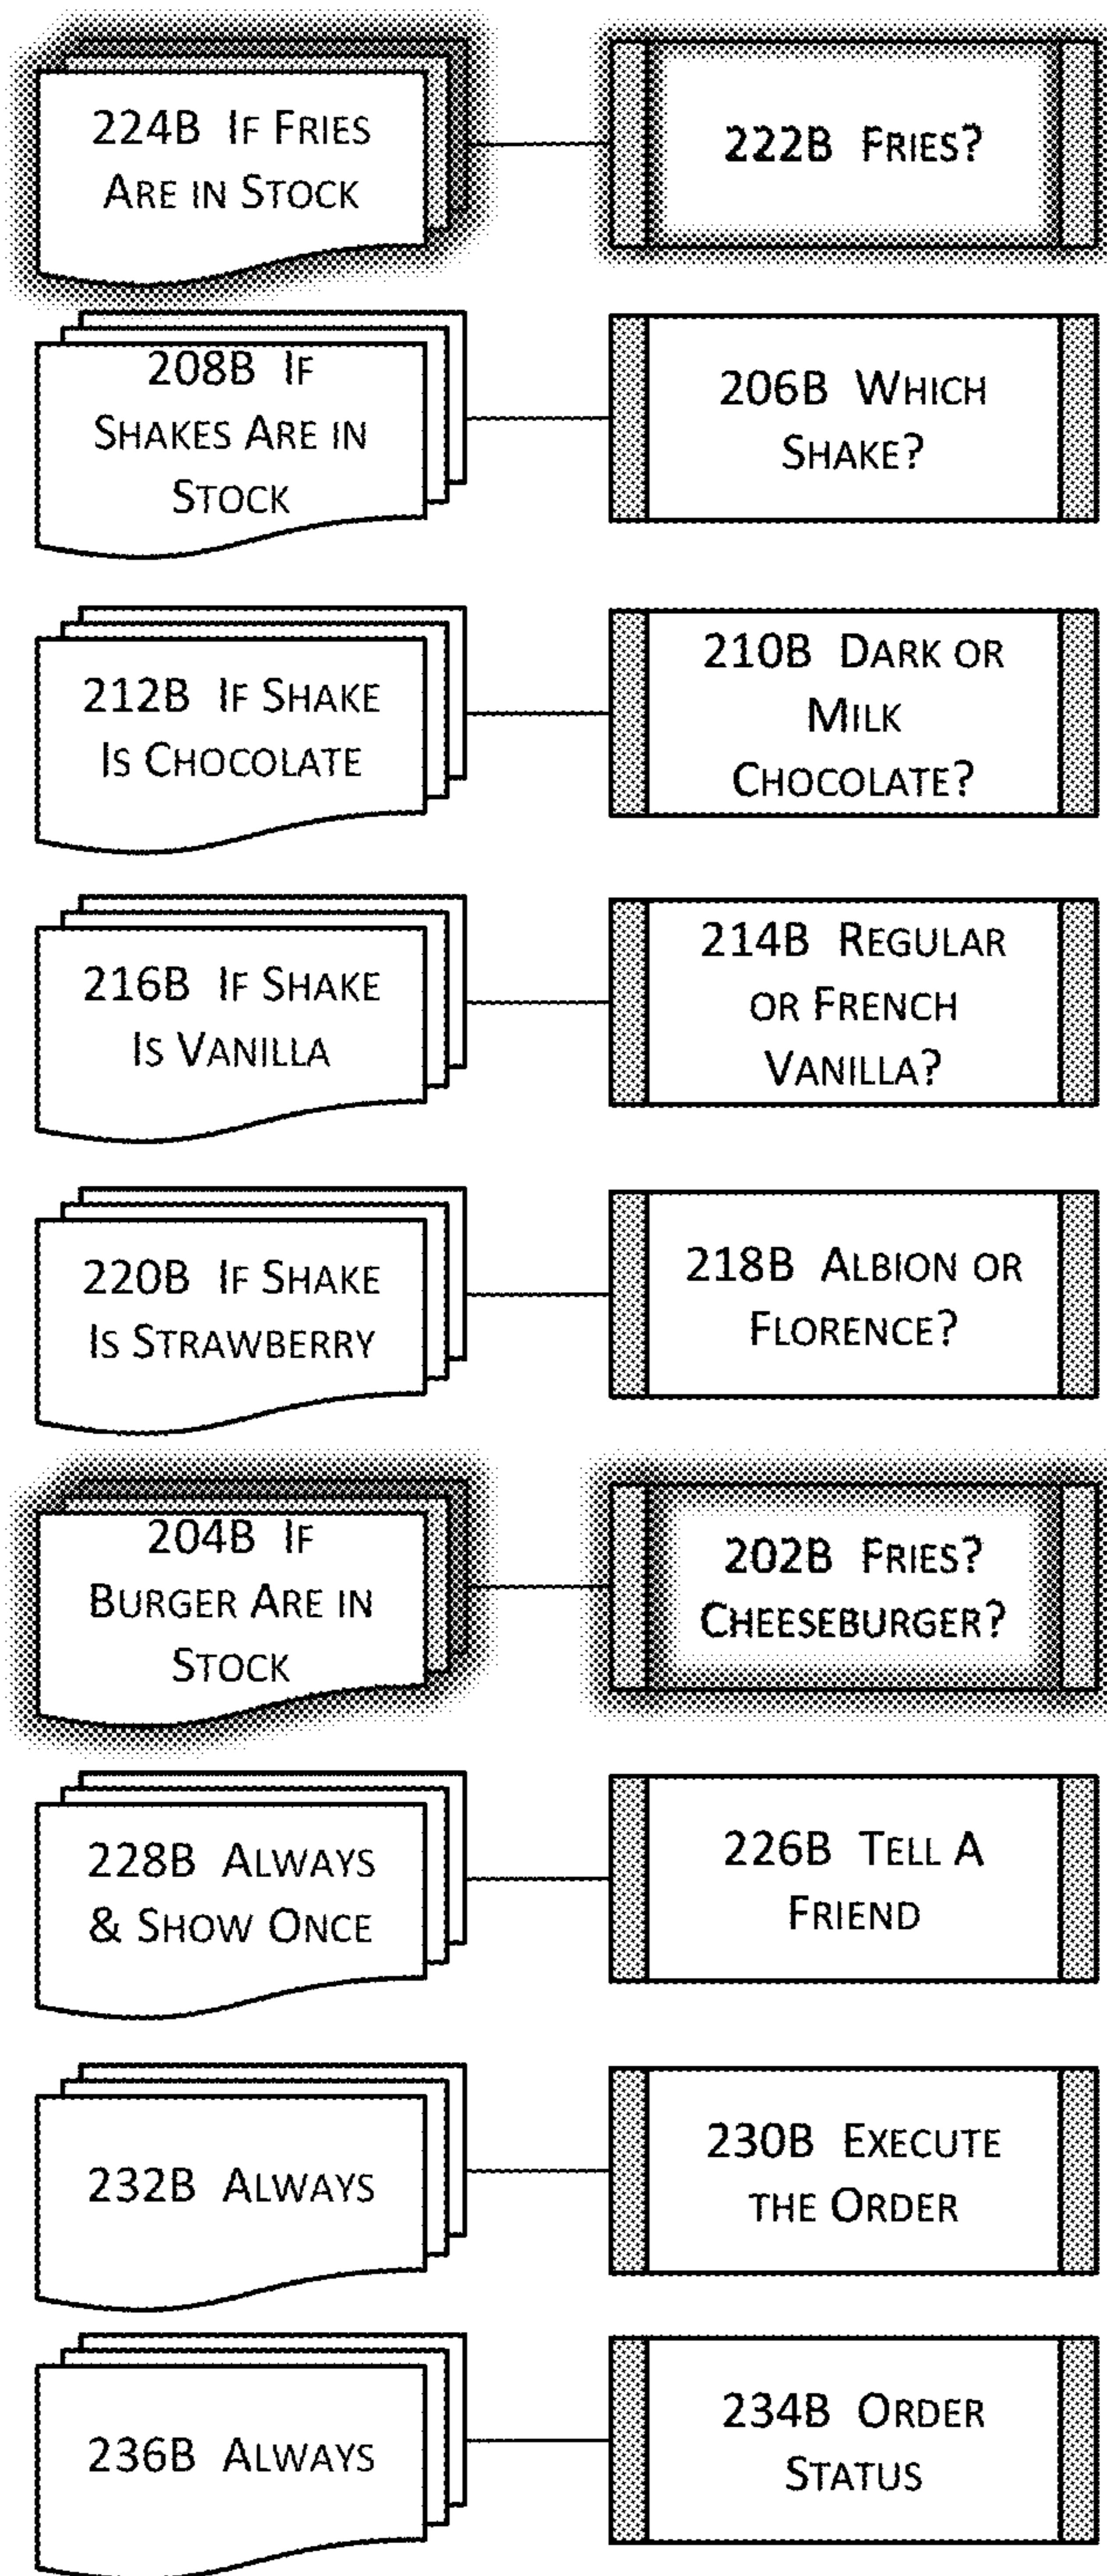 224B If Fries
Are in Stock
222B Fries?
208B If
Shakes Are in
Stock
206B Which
Shake?
212B If Shake
Is Chocolate
210B Dark or
Milk
Chocolate?
216B If Shake
Is Vanilla
214B Regular
or French
Vanilla?
220B If Shake
Is Strawberry
218B Albion or
Florence?
204B If
Burger Are in
Stock
202B Fries?
Cheeseburger?
228B Always
& Show Once
226B Tell A
Friend
232B Always
230B Execute
the Order
236B Always
234B Order
Status